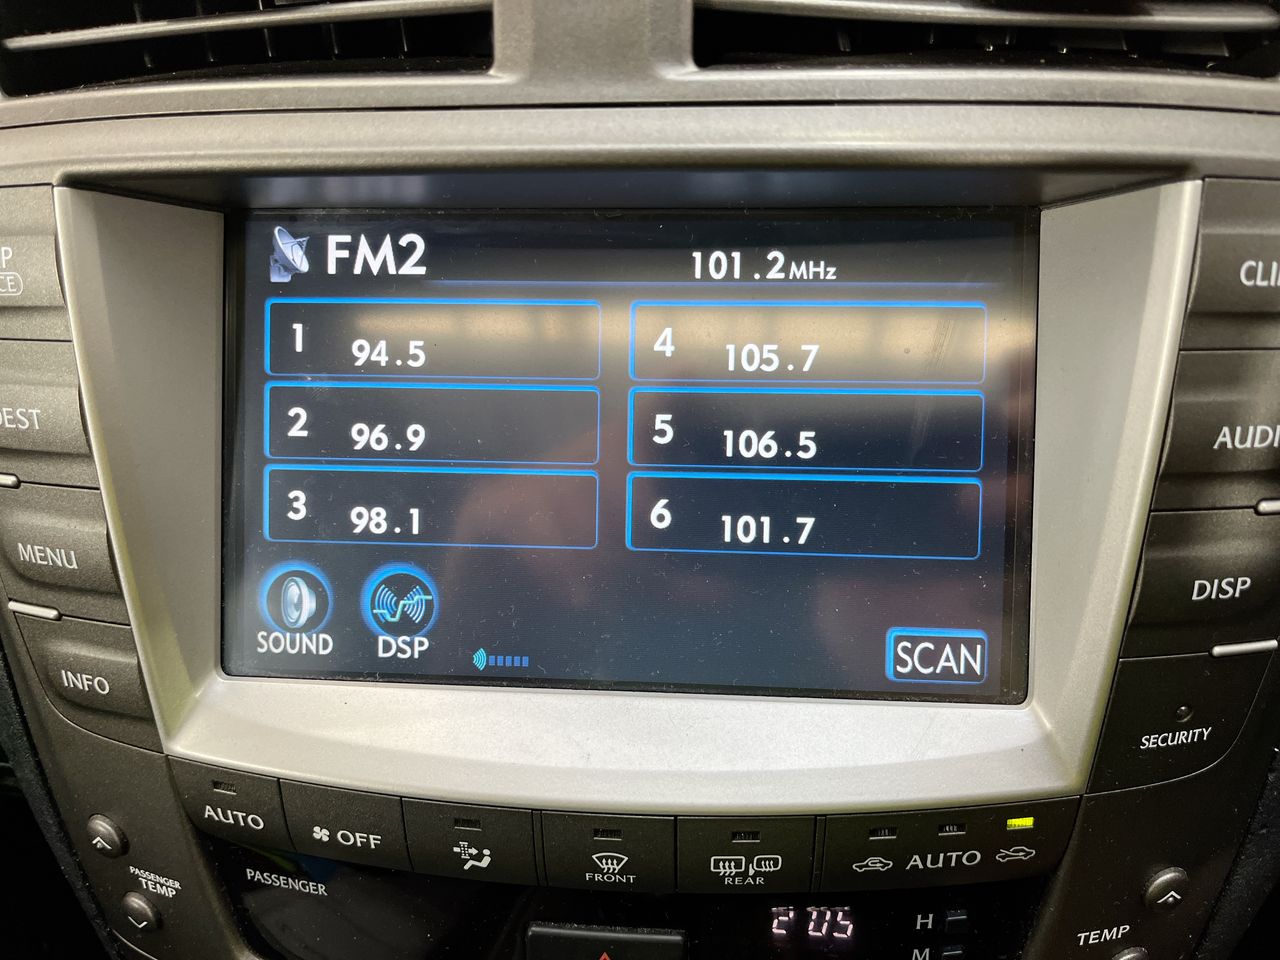 FM2
101.2MHz
1 94.5
4 105.7
2 96.9
5 106.5
3 98.1
6 101.7
SOUND
DSP
SCAN
MENU
INFO
DISP
SECURITY
AUTO
OFF
FRONT
REAR
AUTO
PASSENGER
TEMP
PASSENGER
2:05
H
M
TEMP